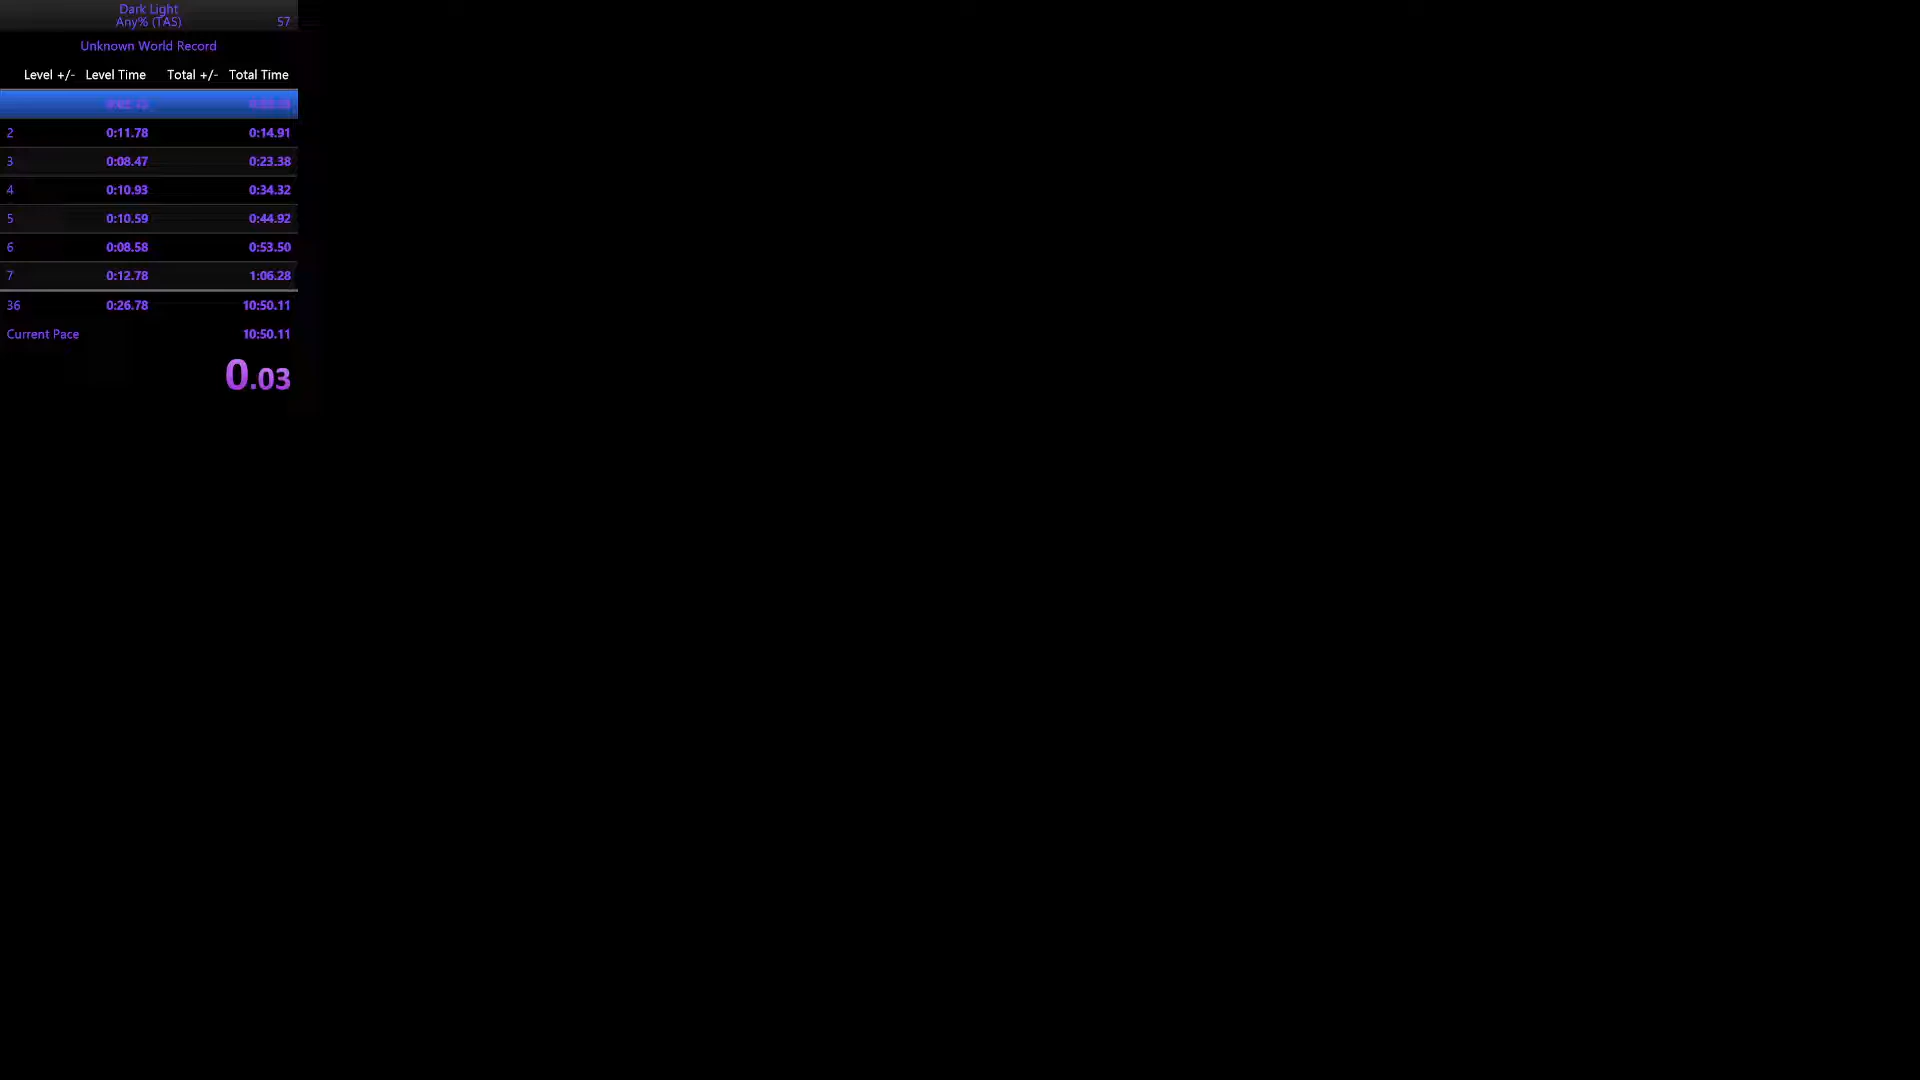 Dark Light
Any% (TAS) 57
Unknown World Record
Level +/- Level Time Total +/- Total Time
2 0:11.78 0:14.91
3 0:08.47 0:23.38
4 0:10.93 0:34.32
5 0:10.59 0:44.92
6 0:08.58 0:53.50
7 0:12.78 1:06.28
36 0:26.78 10:50.11
Current Pace 10:50.11
0.03